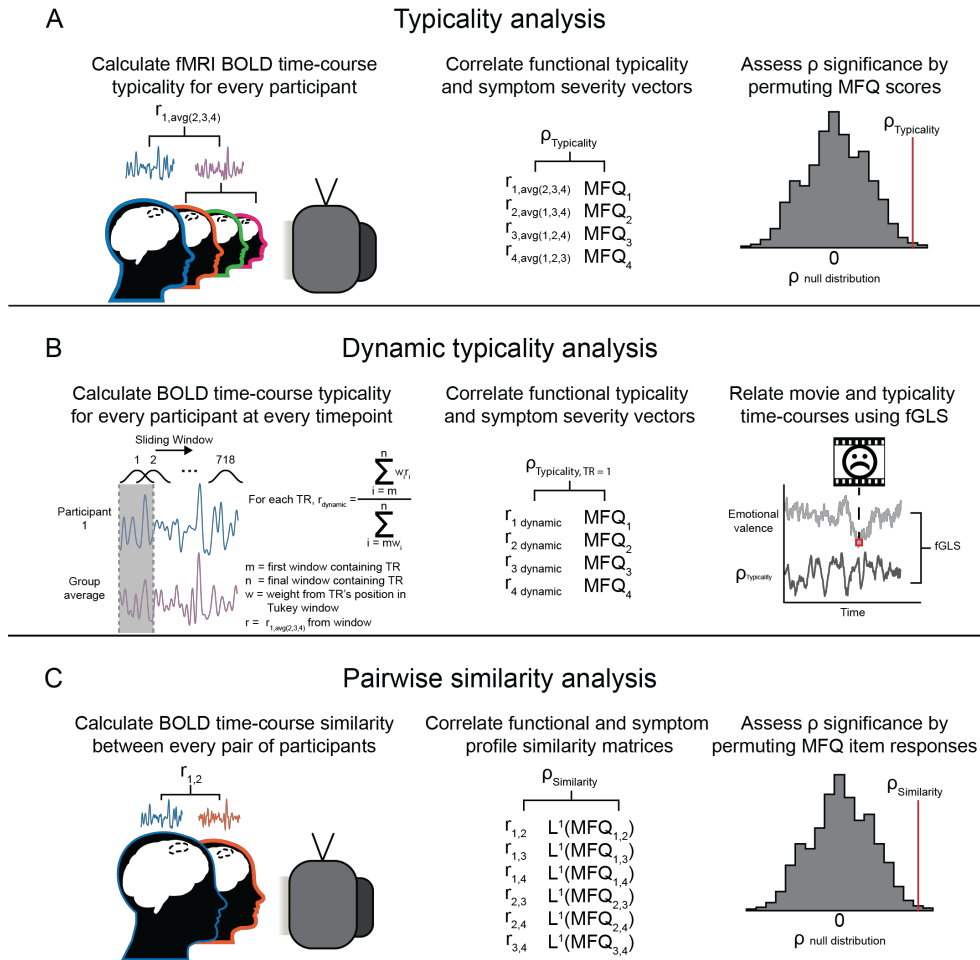 A
Typicality analysis
Calculate fMRI BOLD time-course
typicality for every participant
r1,avg(2,3,4)
Correlate functional typicality
and symptom severity vectors
ρTypicality
r1,avg(2,3,4) MFQ1
r2,avg(1,3,4) MFQ2
r3,avg(1,2,4) MFQ3
r4,avg(1,2,3) MFQ4
Assess ρ significance by
permuting MFQ scores
ρTypicality
0
ρ null distribution
B
Dynamic typicality analysis
Calculate BOLD time-course typicality
for every participant at every timepoint
Sliding Window
1 2 ... 718
Participant
1
Group
average
For each TR, rdynamic = n ∑ i = m wiri / n ∑ i = mwi
m = first window containing TR
n = final window containing TR
w = weight from TR's position in
Tukey window
r = r1,avg(2,3,4) from window
Correlate functional typicality
and symptom severity vectors
ρTypicality, TR = 1
r1 dynamic MFQ1
r2 dynamic MFQ2
r3 dynamic MFQ3
r4 dynamic MFQ4
Relate movie and typicality
time-courses using fGLS
Emotional
valence
fGLS
ρTypicality
Time
C
Pairwise similarity analysis
Calculate BOLD time-course similarity
between every pair of participants
r1,2
Correlate functional and symptom
profile similarity matrices
ρSimilarity
r1,2 L¹(MFQ1,2)
r1,3 L¹(MFQ1,3)
r1,4 L¹(MFQ1,4)
r2,3 L¹(MFQ2,3)
r2,4 L¹(MFQ2,4)
r3,4 L¹(MFQ3,4)
Assess ρ significance by
permuting MFQ item responses
ρSimilarity
0
ρ null distribution